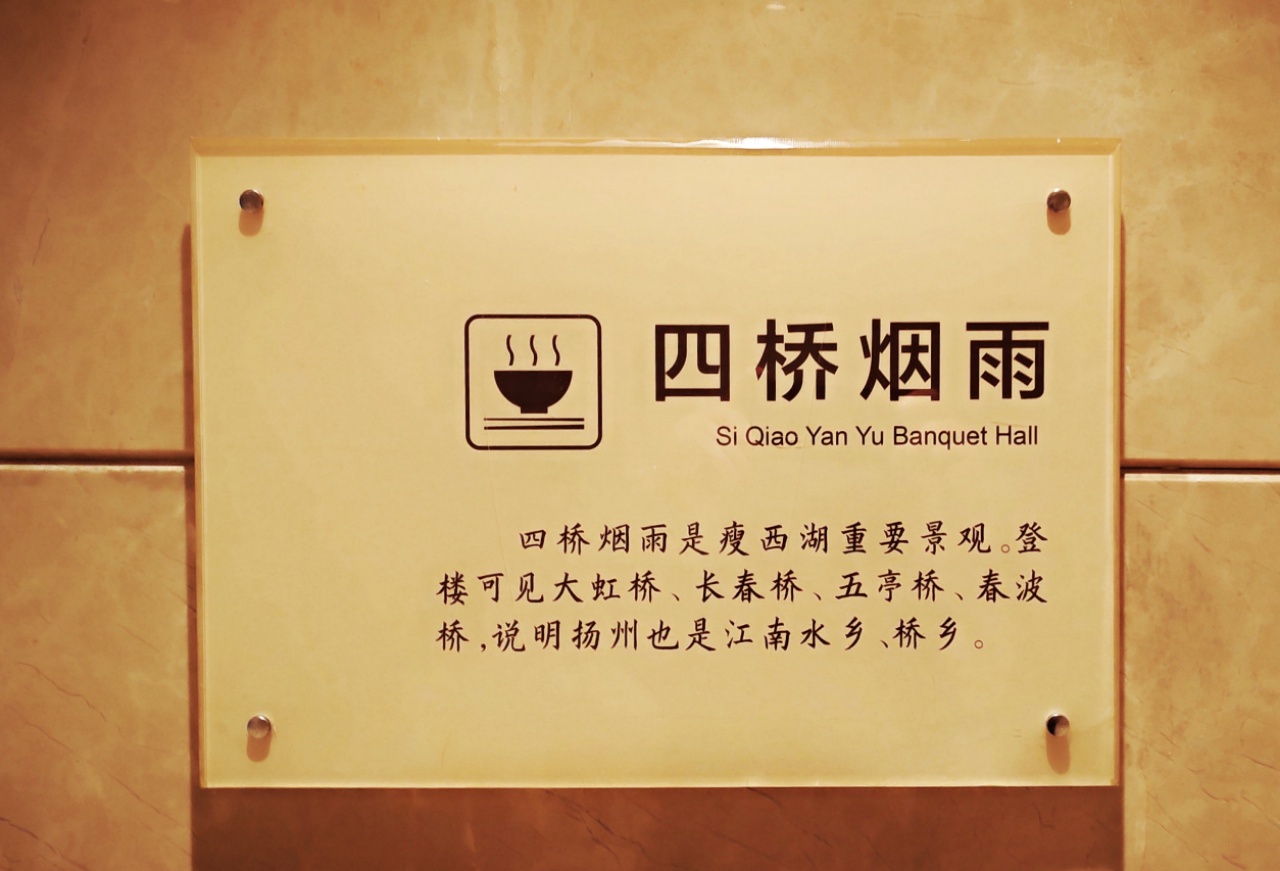 四桥烟雨
Si Qiao Yan Yu Banquet Hall
四桥烟雨是瘦西湖重要景观。登
楼可见大虹桥、长春桥、五亭桥、春波
桥,说明扬州也是江南水乡、桥乡。